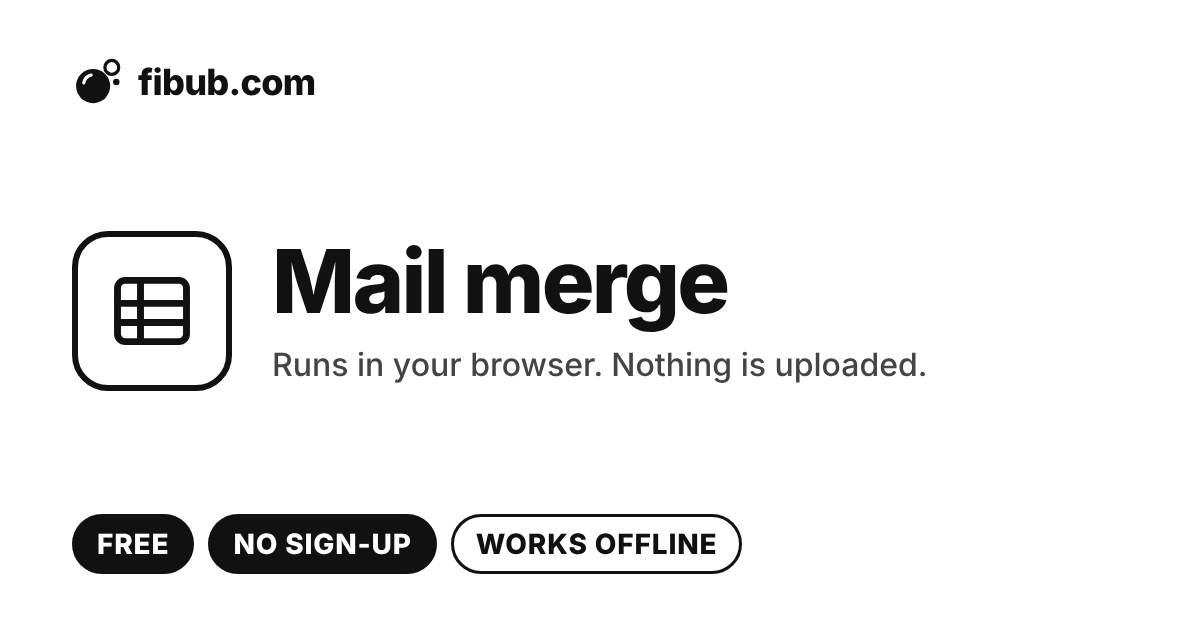 fibub.com
Mail merge
Runs in your browser. Nothing is uploaded.
FREE NO SIGN-UP WORKS OFFLINE